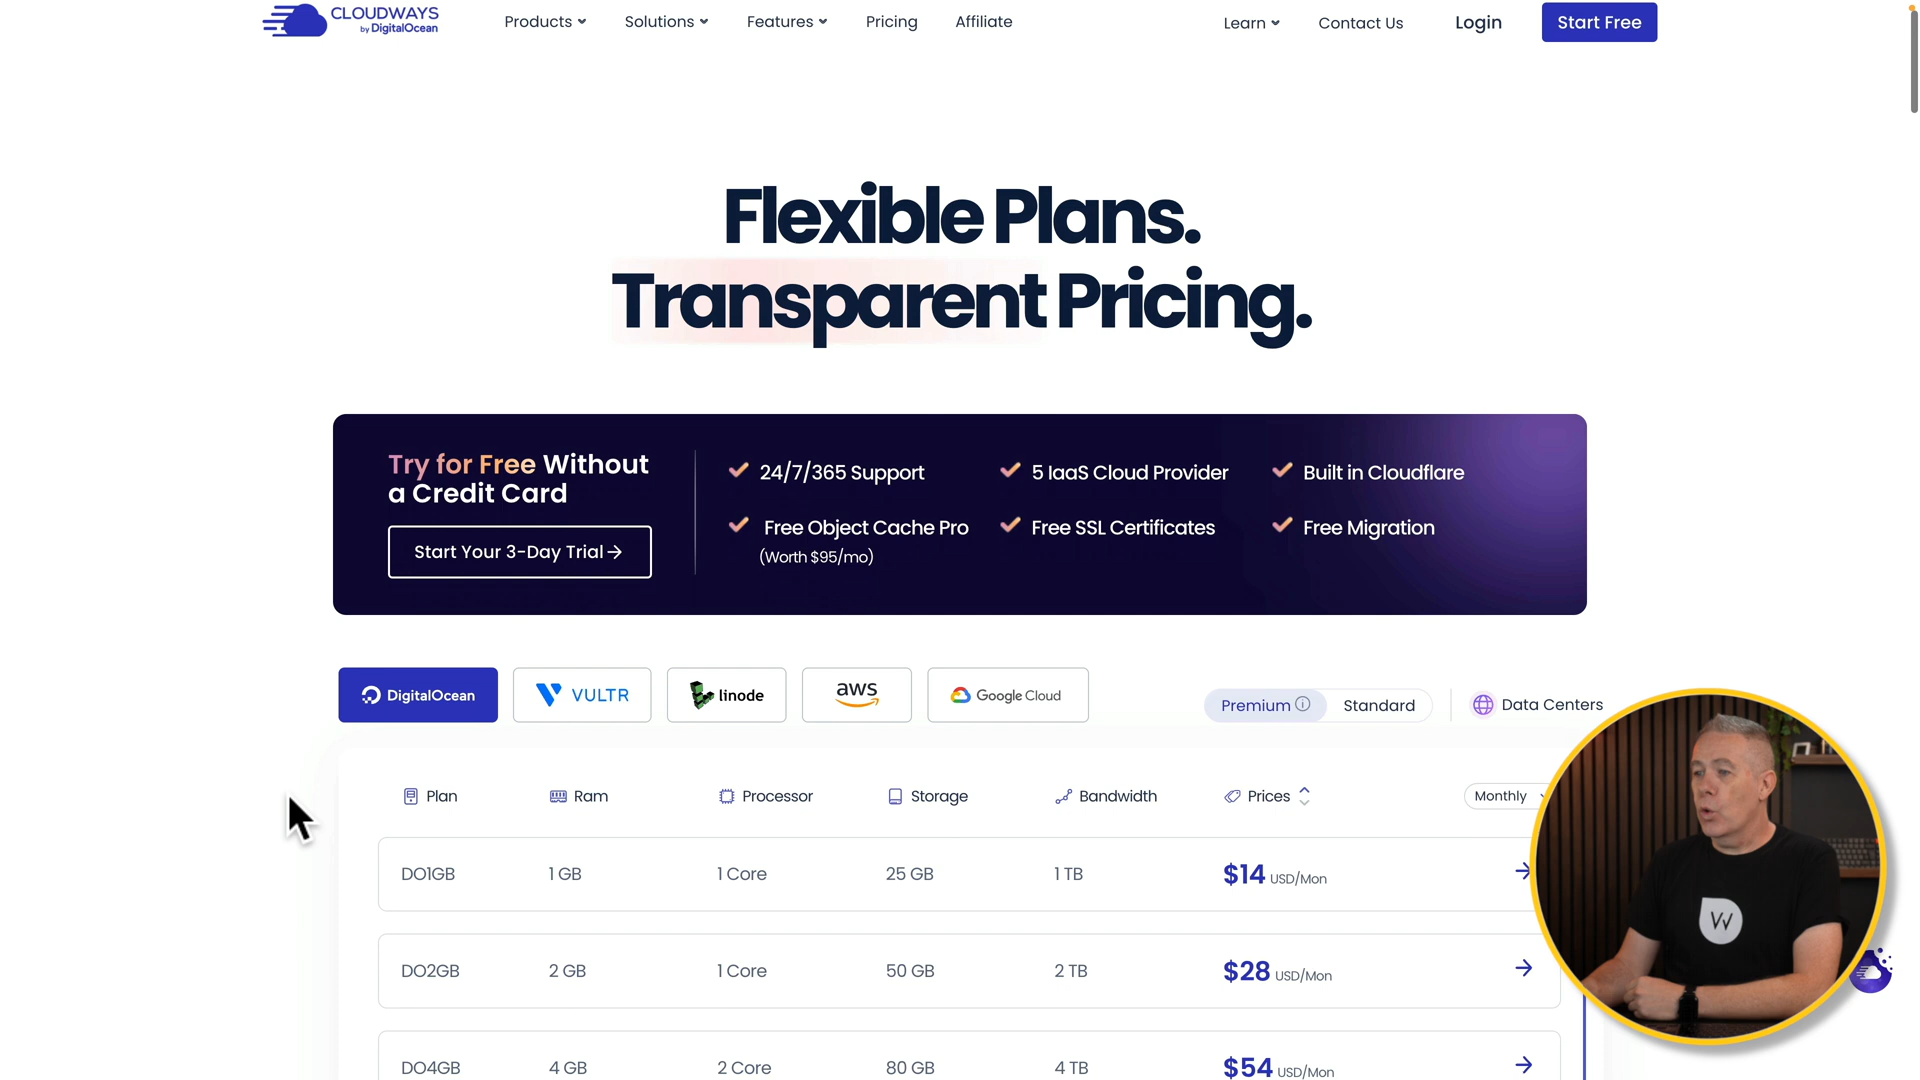 CLOUDWAYS
by DigitalOcean
Products
Solutions
Features
Pricing
Affiliate
Learn
Contact Us
Login
Start Free
Flexible Plans.
Transparent Pricing.
Try for Free Without
a Credit Card
Start Your 3-Day Trial
24/7/365 Support
5 IaaS Cloud Provider
Built in Cloudflare
Free Object Cache Pro
(Worth $95/mo)
Free SSL Certificates
Free Migration
DigitalOcean
VULTR
linode
aws
Google Cloud
Premium
Standard
Data Centers
Plan
Ram
Processor
Storage
Bandwidth
Prices
Monthly
DO1GB
1 GB
1 Core
25 GB
1 TB
$14 USD/Mon
DO2GB
2 GB
1 Core
50 GB
2 TB
$28 USD/Mon
DO4GB
4 GB
2 Core
80 GB
4 TB
$54 USD/Mon
W